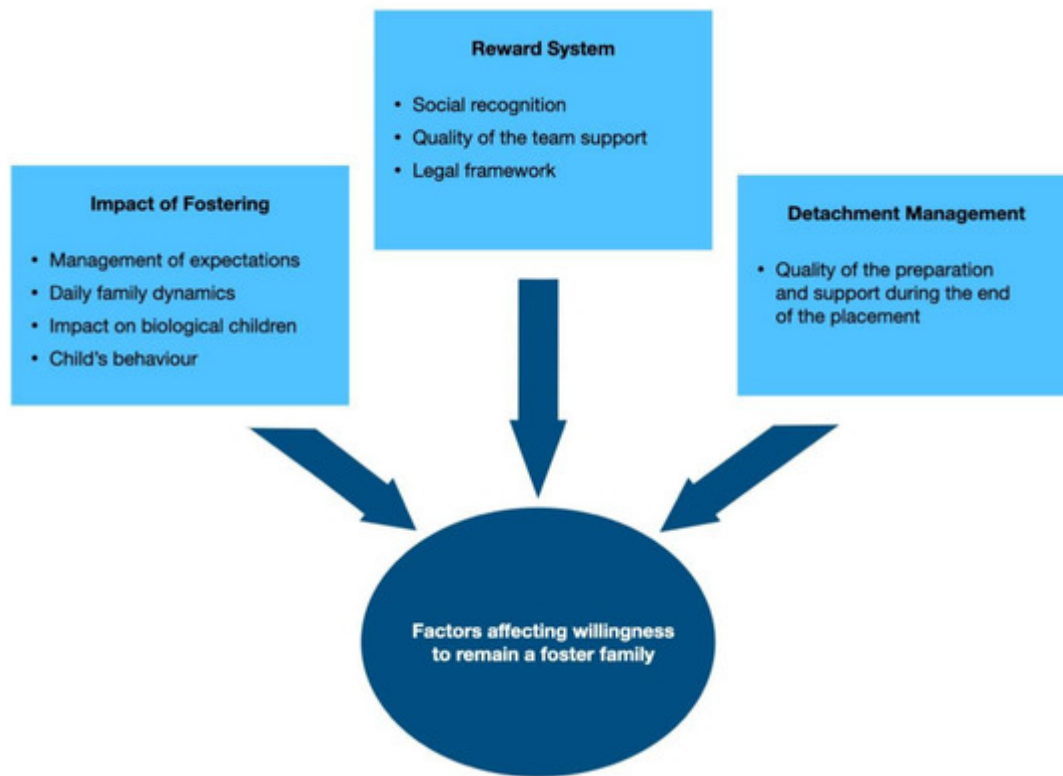 Reward System
• Social recognition
• Quality of the team support
• Legal framework
Impact of Fostering
• Management of expectations
• Daily family dynamics
• Impact on biological children
• Child's behaviour
Detachment Management
• Quality of the preparation
and support during the end
of the placement
Factors affecting willingness
to remain a foster family